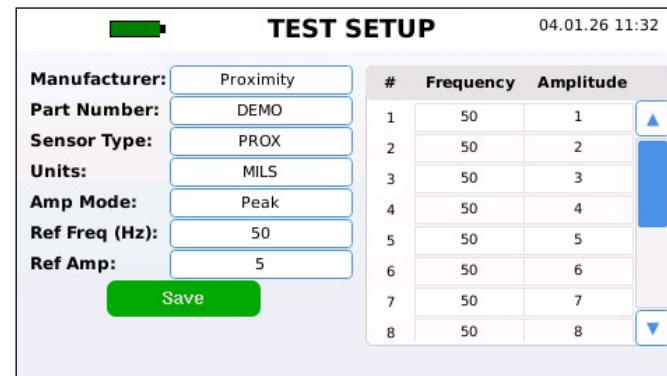 TEST SETUP
04.01.26 11:32
Manufacturer: Proximity
Part Number: DEMO
Sensor Type: PROX
Units: MILS
Amp Mode: Peak
Ref Freq (Hz): 50
Ref Amp: 5
Save
# Frequency Amplitude
1 50 1
2 50 2
3 50 3
4 50 4
5 50 5
6 50 6
7 50 7
8 50 8